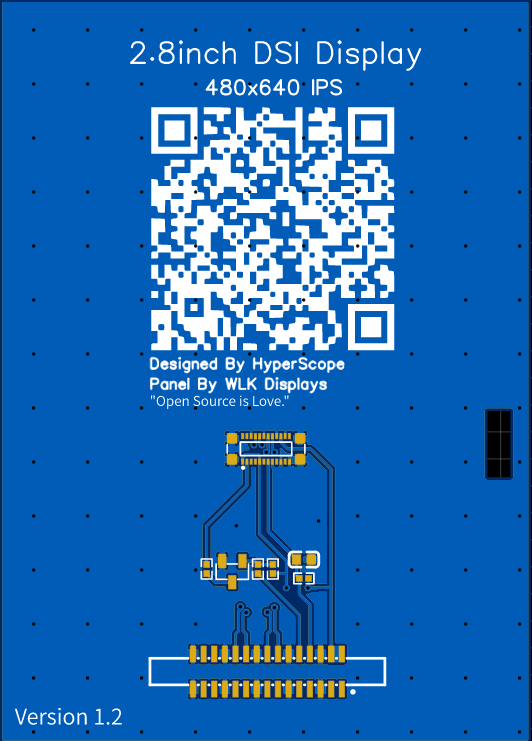 2.8inch DSI Display
480x640 IPS
Designed By HyperScope
Panel By WLK Displays
"Open Source is Love."
Version 1.2